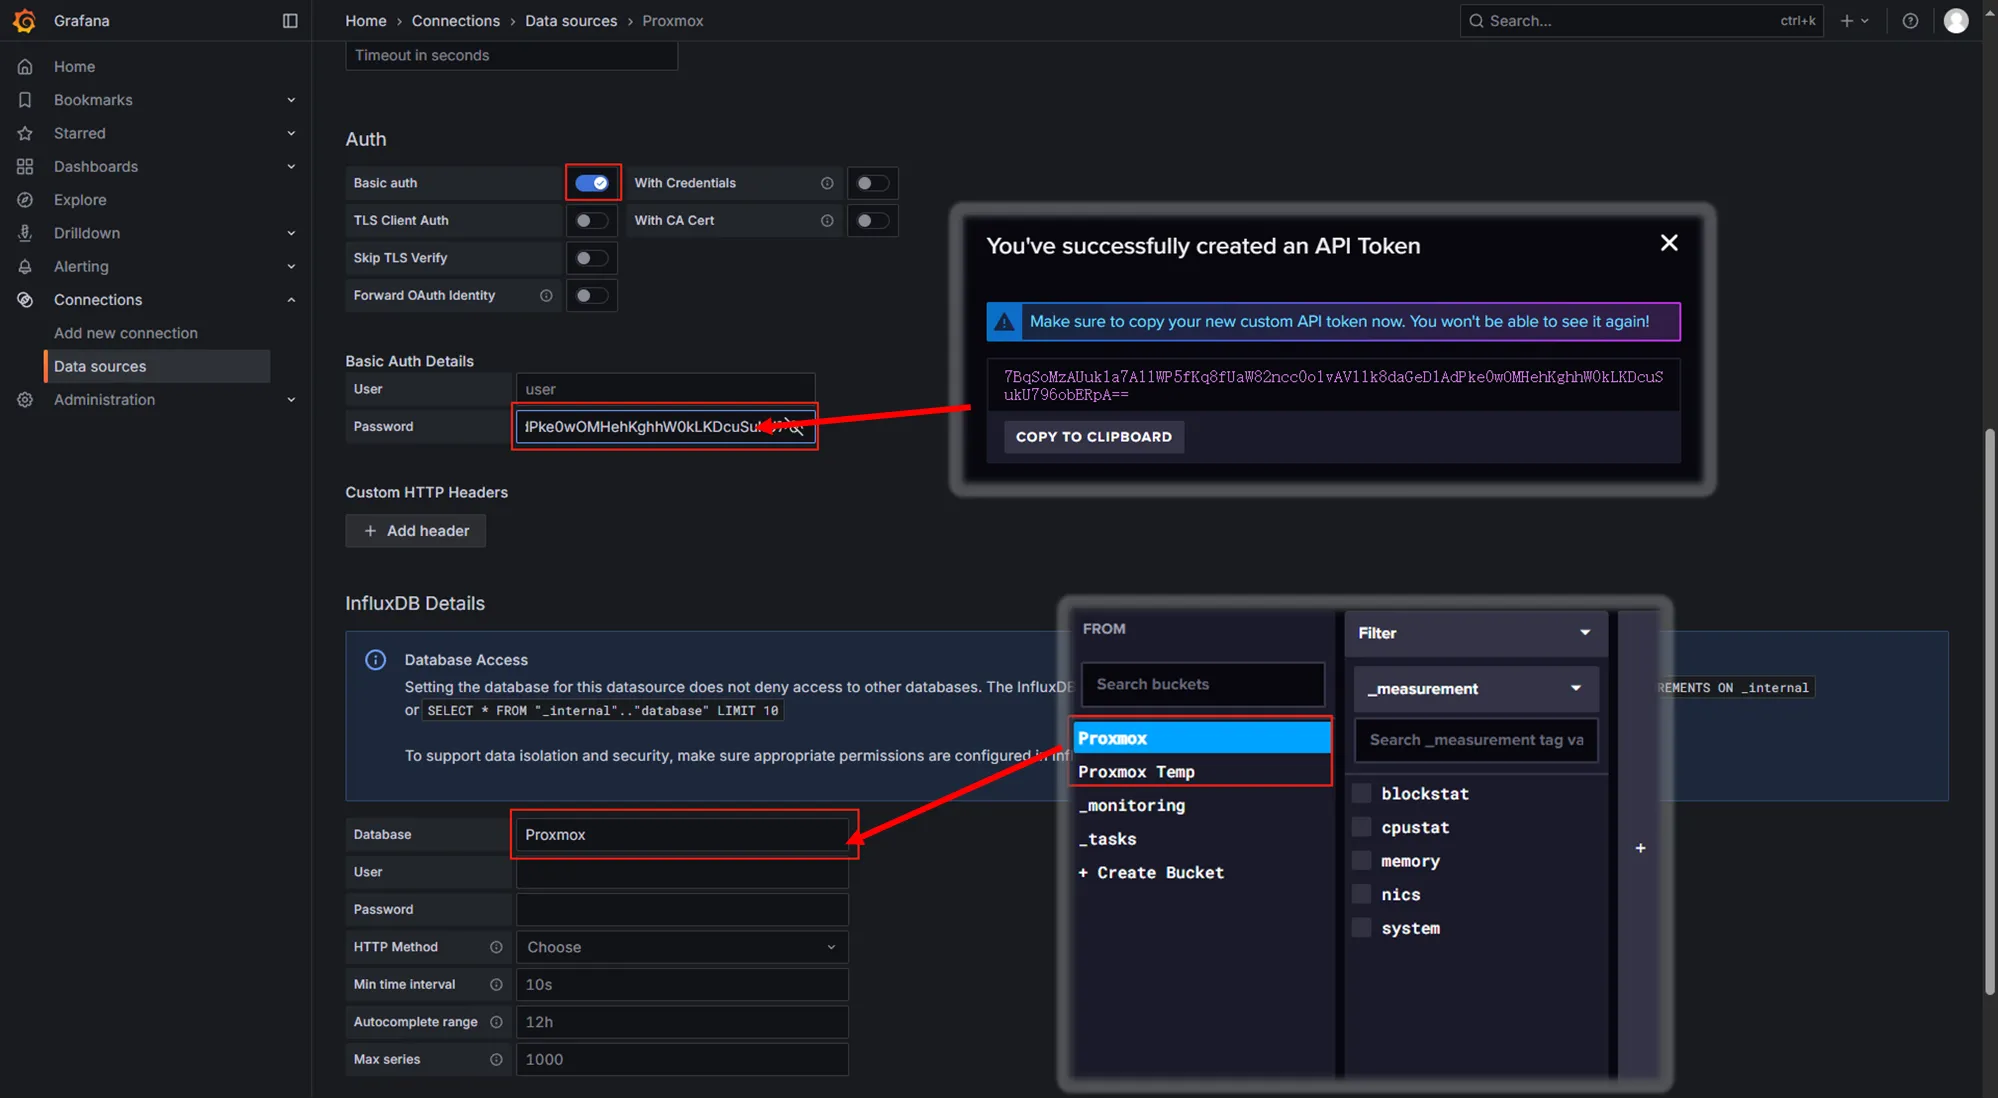 Grafana
Home › Connections › Data sources › Proxmox
Search...
ctrl+k
Home
Bookmarks
Starred
Dashboards
Explore
Drilldown
Alerting
Connections
Add new connection
Data sources
Administration
Timeout in seconds
Auth
Basic auth
With Credentials
TLS Client Auth
With CA Cert
Skip TLS Verify
Forward OAuth Identity
Basic Auth Details
User
user
Password
Pke0wOMHehKghhW0kLKDcuSu
Custom HTTP Headers
+ Add header
You've successfully created an API Token
Make sure to copy your new custom API token now. You won't be able to see it again!
COPY TO CLIPBOARD
InfluxDB Details
Database Access
Setting the database for this datasource does not deny access to other databases. The InfluxDB
REMENTS ON _internal
or SELECT * FROM "_internal".."database" LIMIT 10
To support data isolation and security, make sure appropriate permissions are configured in Inf
Database
Proxmox
User
Password
HTTP Method
Choose
Min time interval
10s
Autocomplete range
12h
Max series
1000
FROM
Search buckets
Proxmox
Proxmox Temp
_monitoring
_tasks
+ Create Bucket
Filter
_measurement
Search _measurement tag va
blockstat
cpustat
memory
nics
system
+